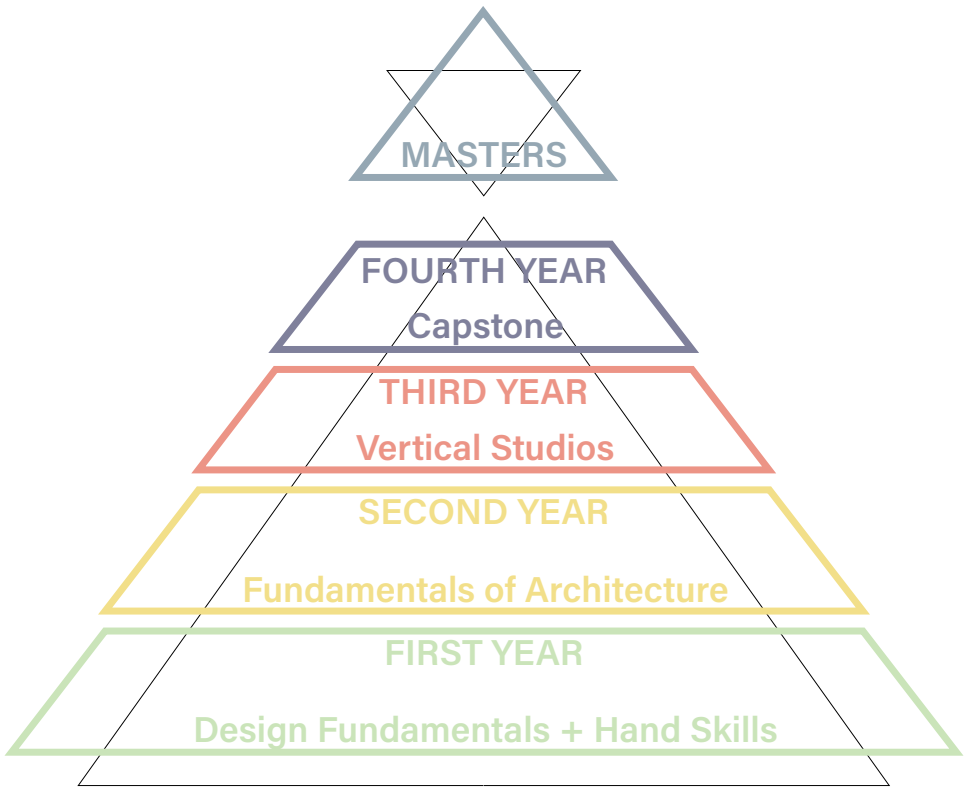 MASTERS
FOURTH YEAR
Capstone
THIRD YEAR
Vertical Studios
SECOND YEAR
Fundamentals of Architecture
FIRST YEAR
Design Fundamentals + Hand Skills